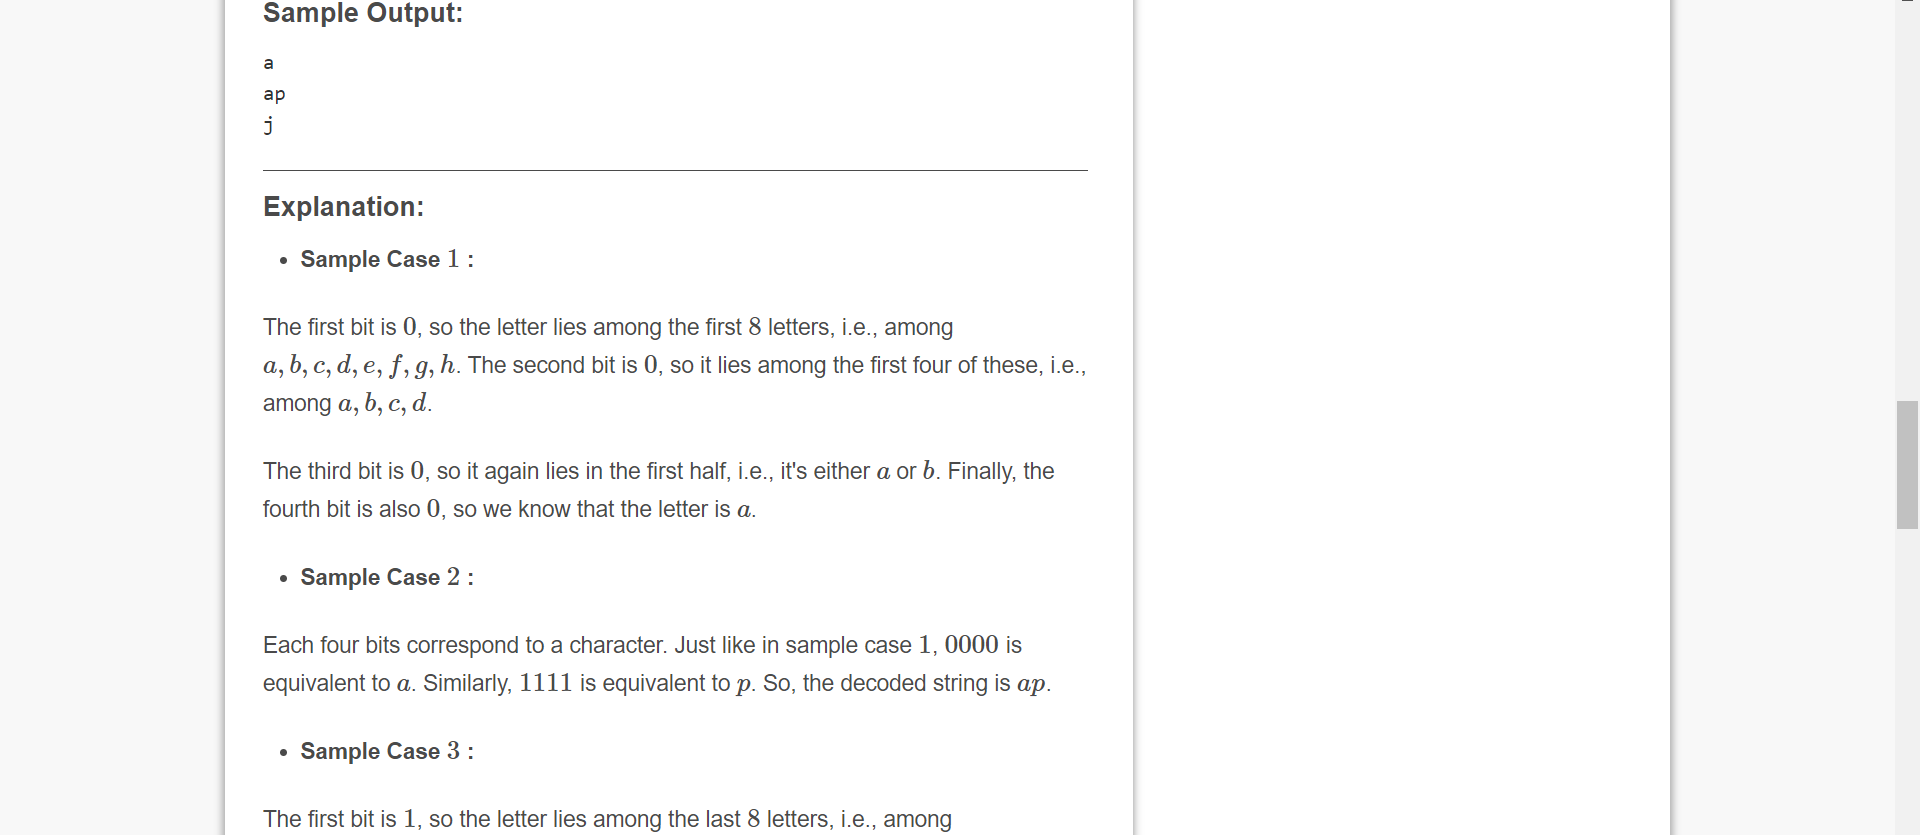 Sample Output:
a
ap
j
Explanation:
• Sample Case 1 :
The first bit is 0, so the letter lies among the first 8 letters, i.e., among
a, b, c, d, e, f, g, h. The second bit is 0, so it lies among the first four of these, i.e.,
among a, b, c, d.
The third bit is 0, so it again lies in the first half, i.e., it's either a or b. Finally, the
fourth bit is also 0, so we know that the letter is a.
• Sample Case 2 :
Each four bits correspond to a character. Just like in sample case 1, 0000 is
equivalent to a. Similarly, 1111 is equivalent to p. So, the decoded string is ap.
• Sample Case 3 :
The first bit is 1, so the letter lies among the last 8 letters, i.e., among